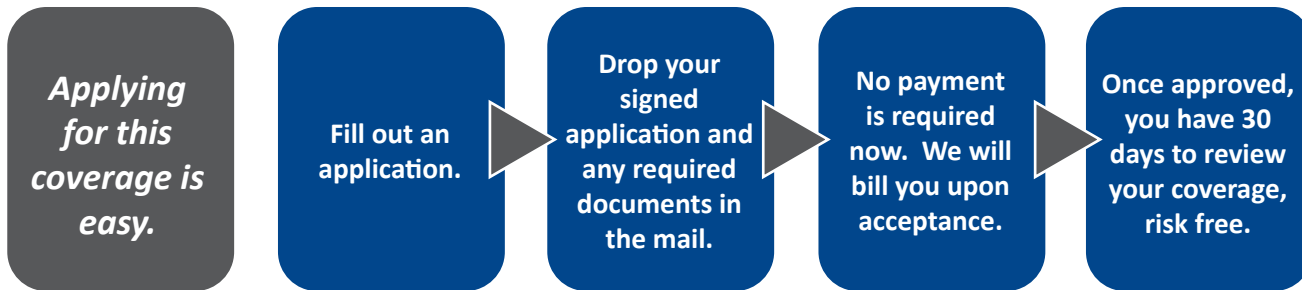 Applying
for this
coverage is
easy.
Fill out an
application.
Drop your
signed
application and
any required
documents in
the mail.
No payment
is required
now.  We will
bill you upon
acceptance.
Once approved,
you have 30
days to review
your coverage,
risk free.